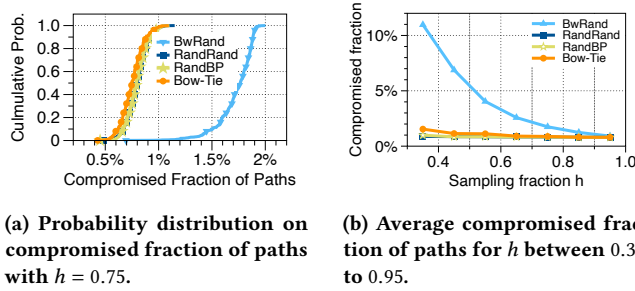 Culmulative Prob.
1.0
0.8
0.6
0.4
0.2
0
BwRand
RandRand
RandBP
Bow-Tie
0.5% 1% 1.5% 2%
Compromised Fraction of Paths
(a) Probability distribution on
compromised fraction of paths
with h = 0.75.
Compromised fraction
10%
5%
0%
BwRand
RandRand
RandBP
Bow-Tie
0.4 0.6 0.8 1.0
Sampling fraction h
(b) Average compromised frac
tion of paths for h between 0.3
to 0.95.